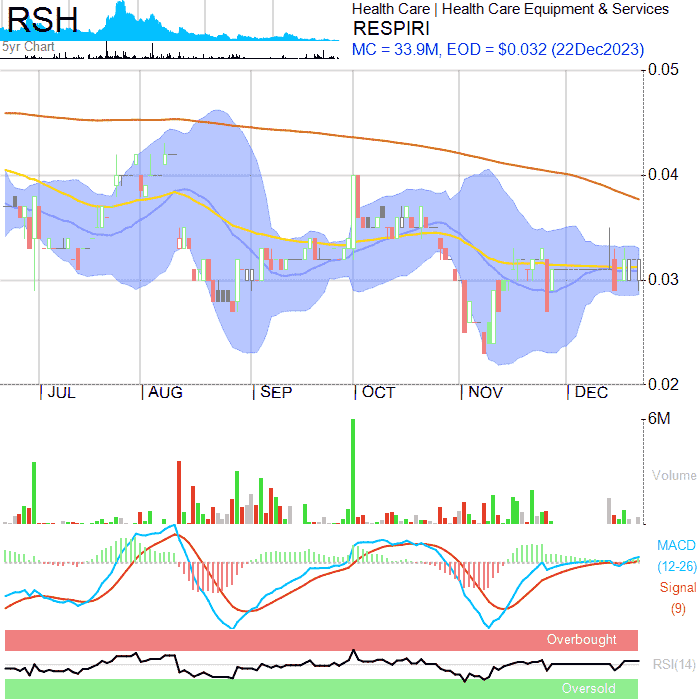 RSH
5yr Chart
Health Care | Health Care Equipment & Services
RESPIRI
MC = 33.9M, EOD = $0.032 (22Dec2023)
0.05
0.04
0.03
0.02
JUL AUG SEP OCT NOV DEC
6M
Volume
MACD
(12-26)
Signal
(9)
Overbought
RSI(14)
Oversold